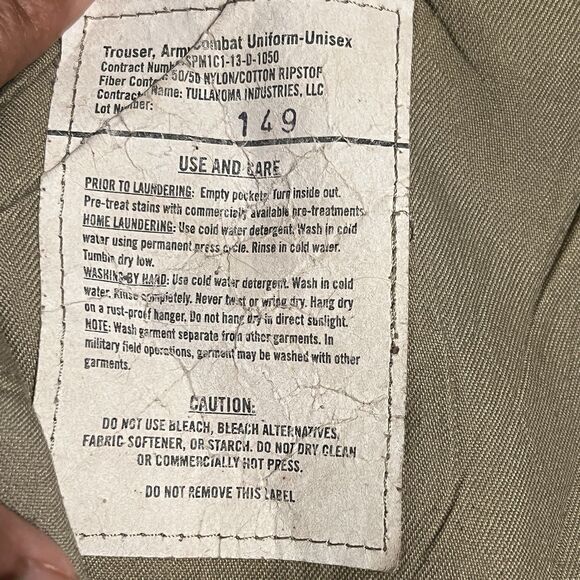 Trouser, Army Combat Uniform-Unisex
Contract Numb SPM1C1-13-D-1050
Fiber Conte : 50/50 NYLON/COTTON RIPSTOP
Contract Name: TULLAHOMA INDUSTRIES, LLC
Lot Number:
149
USE AND CARE
PRIOR TO LAUNDERING: Empty pockets, turn inside out.
Pre-treat stains with commercially available pre-treatments.
HOME LAUNDERING: Use cold water detergent. Wash in cold
water using permanent press cycle. Rinse in cold water.
Tumble dry low.
WASHING BY HAND: Use cold water detergent. Wash in cold
water. Rinse completely. Never twist or wring dry. Hang dry
on a rust-proof hanger. Do not hang dry in direct sunlight.
NOTE: Wash garment separate from other garments. In
military field operations, garment may be washed with other
garments.
CAUTION:
DO NOT USE BLEACH, BLEACH ALTERNATIVES,
FABRIC SOFTENER, OR STARCH. DO NOT DRY CLEAN
OR COMMERCIALLY HOT PRESS.
DO NOT REMOVE THIS LABEL